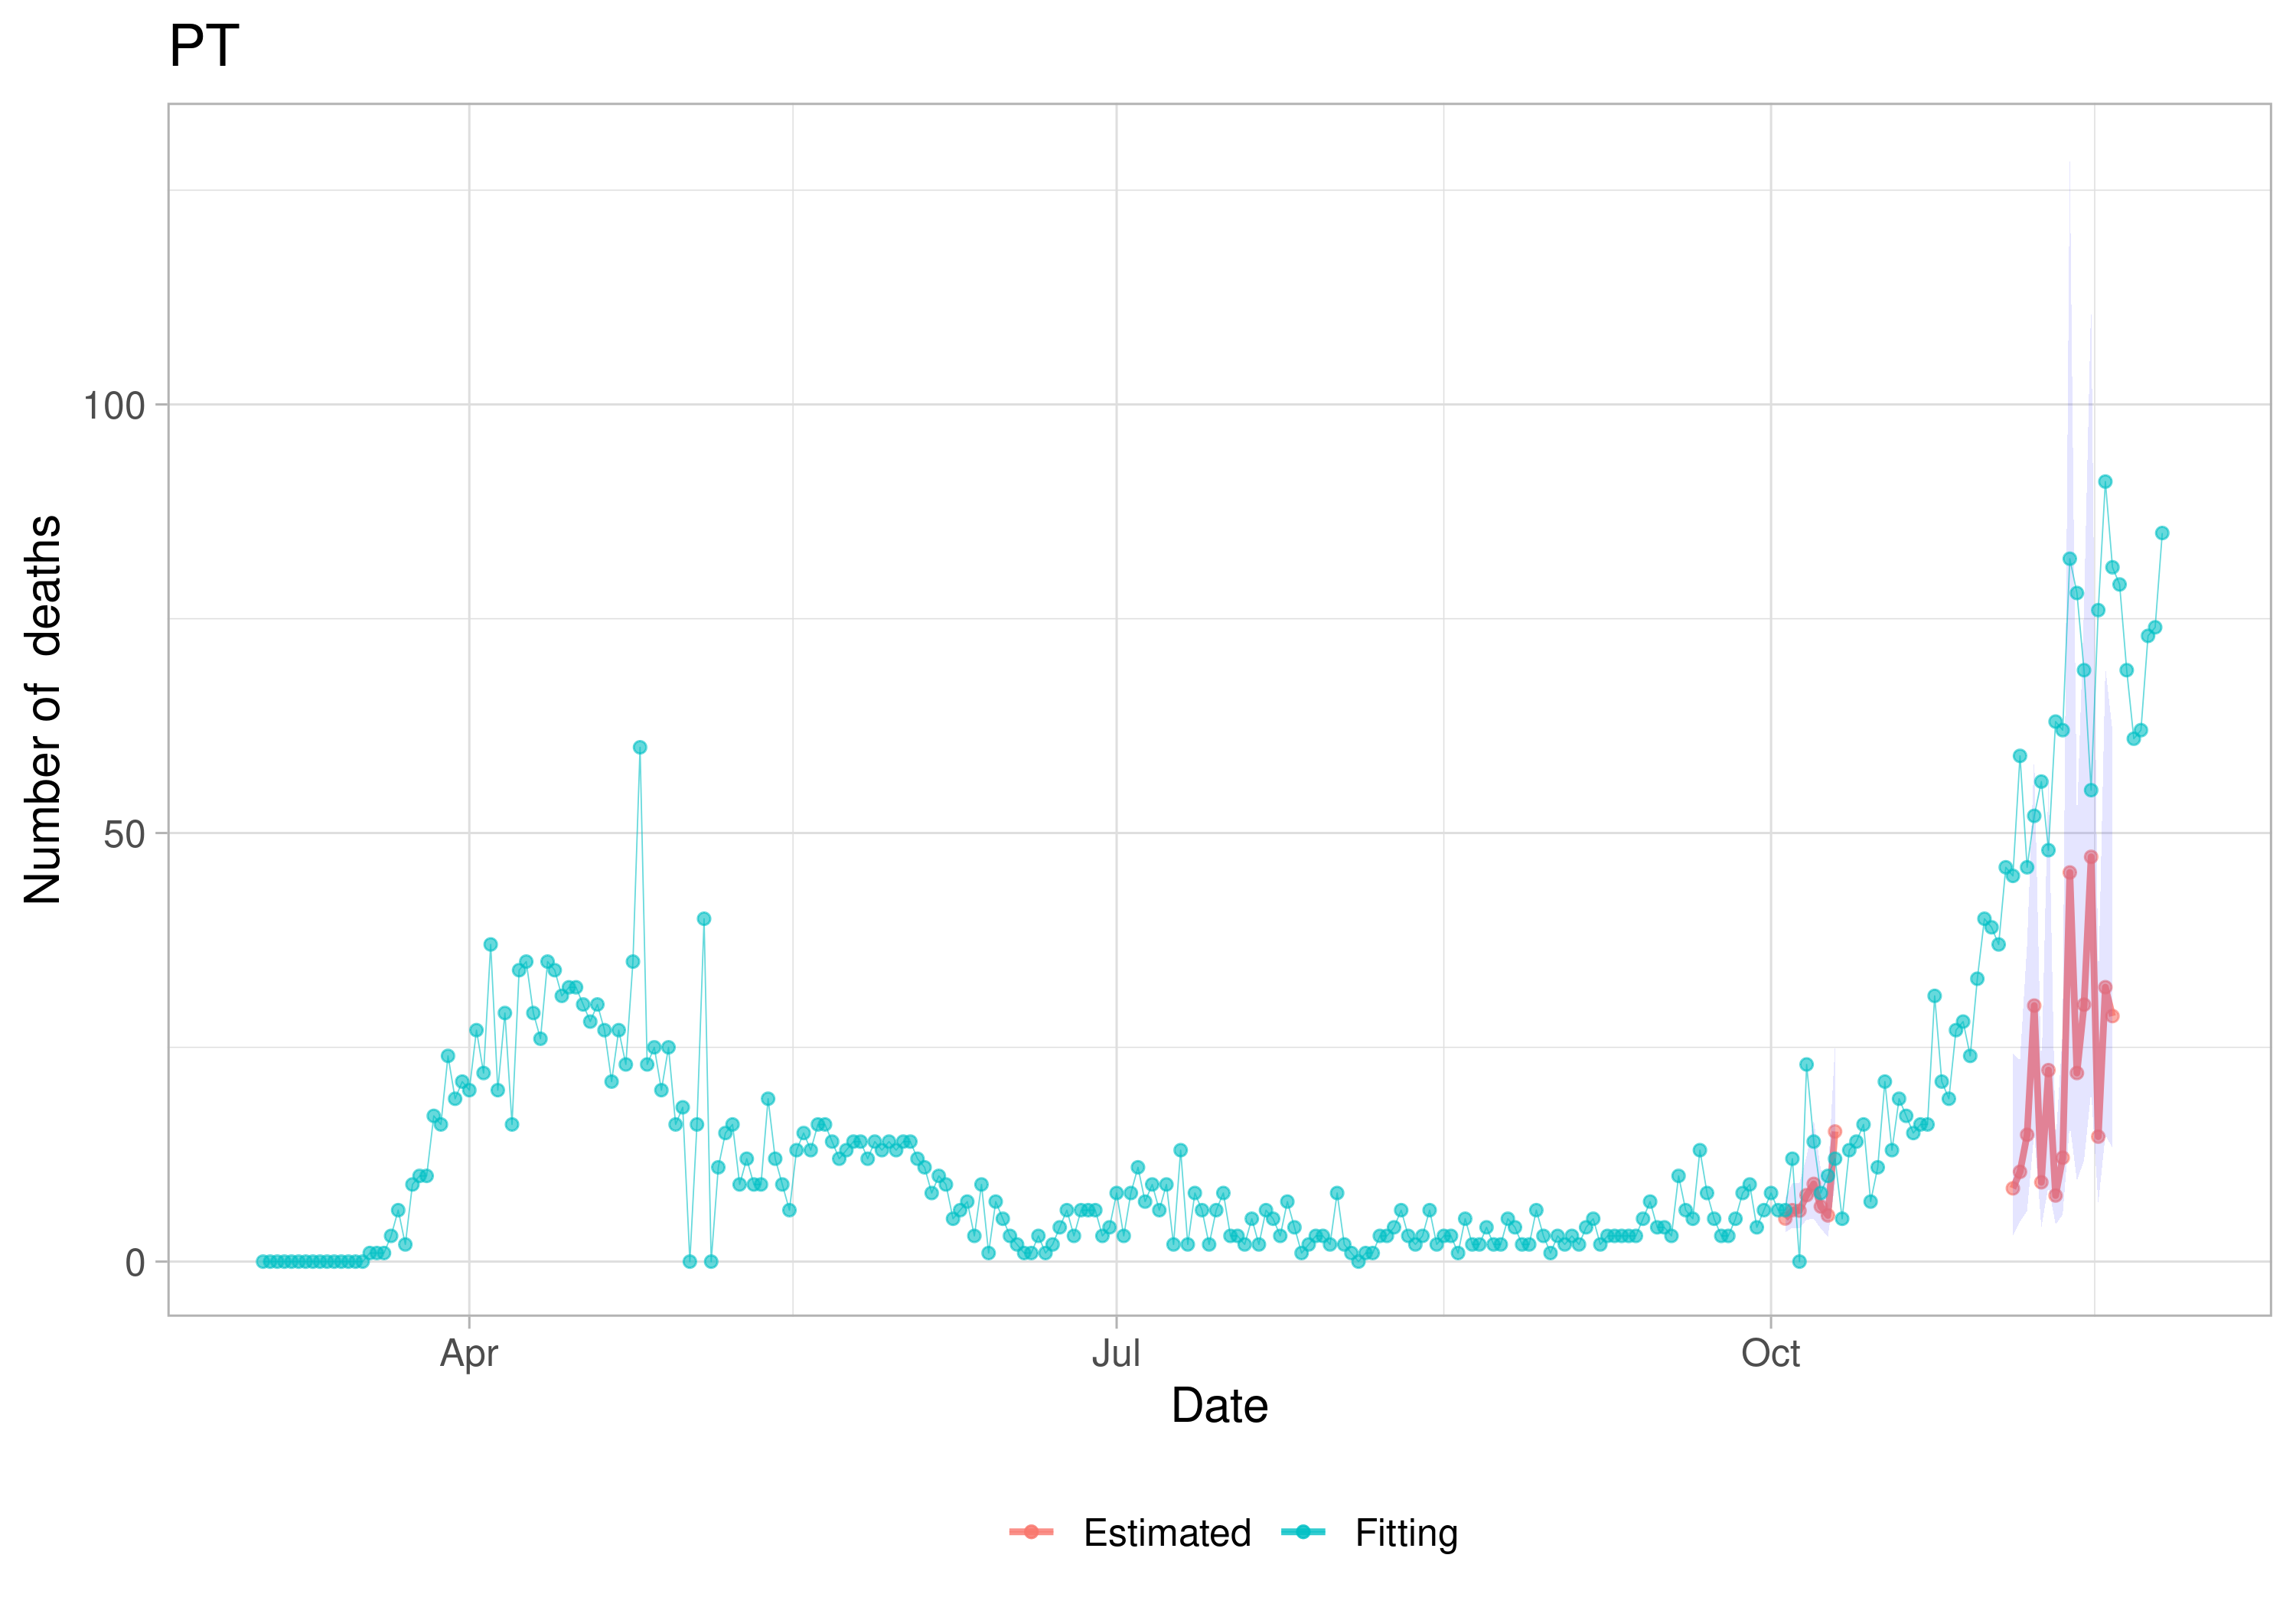 PT
Number of  deaths
100
50
0
Apr
Jul
Oct
Date
Estimated
Fitting